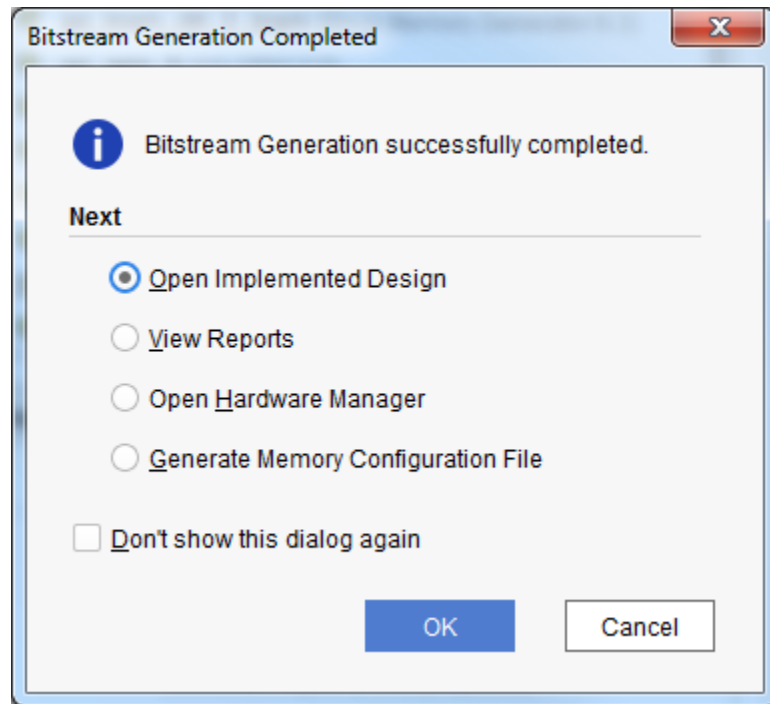 Bitstream Generation Completed
Bitstream Generation successfully completed.
Next
Open Implemented Design
View Reports
Open Hardware Manager
Generate Memory Configuration File
Don't show this dialog again
OK
Cancel